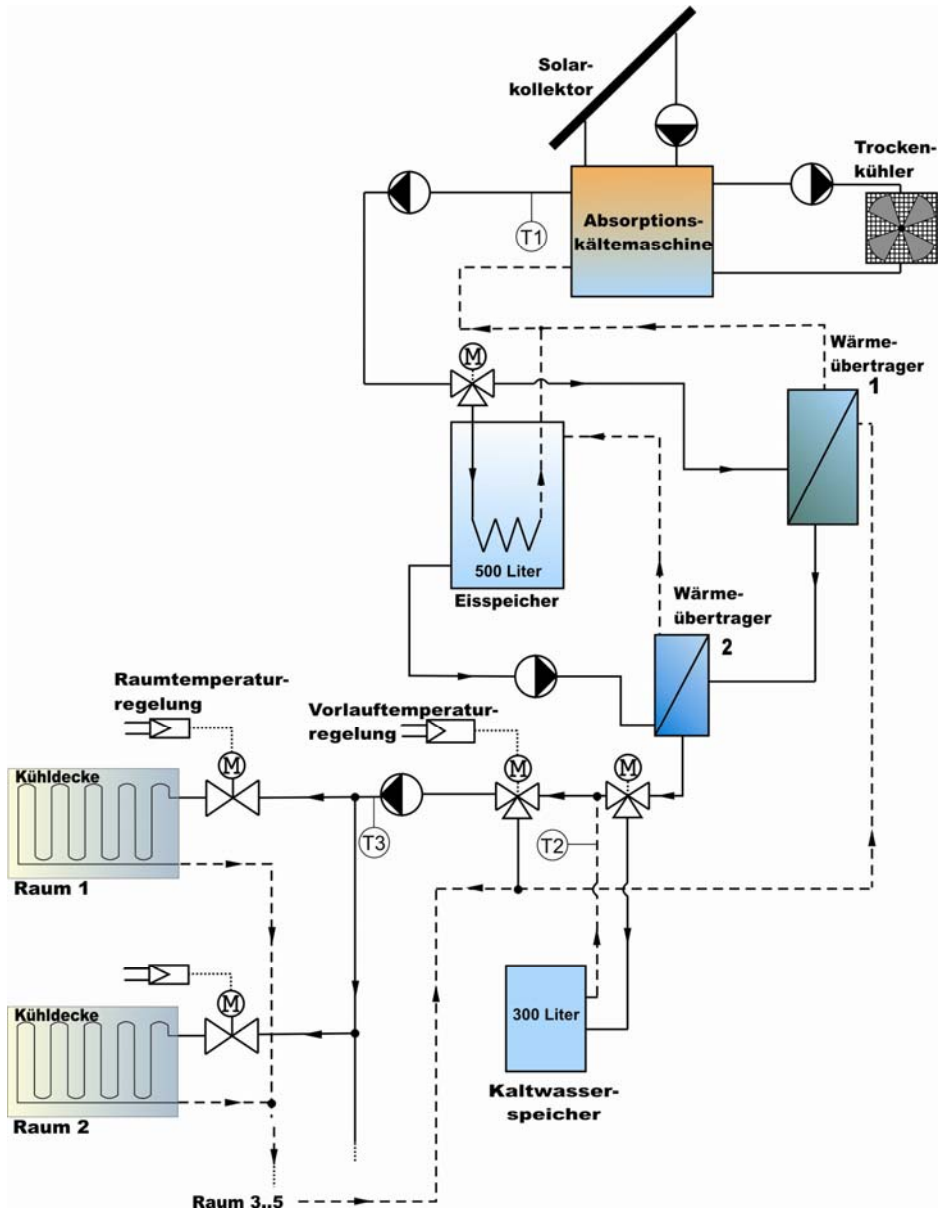 Solar-
kollektor
Trocken-
kühler
T1
Absorptions-
kältemaschine
M
Wärme-
übertrager
1
500 Liter
Eisspeicher
Wärme-
übertrager
2
Raumtemperatur-
regelung
Vorlauftemperatur-
regelung
M
M
M
Kühldecke
T3
T2
Raum 1
M
300 Liter
Kühldecke
Kaltwasser-
speicher
Raum 2
Raum 3..5